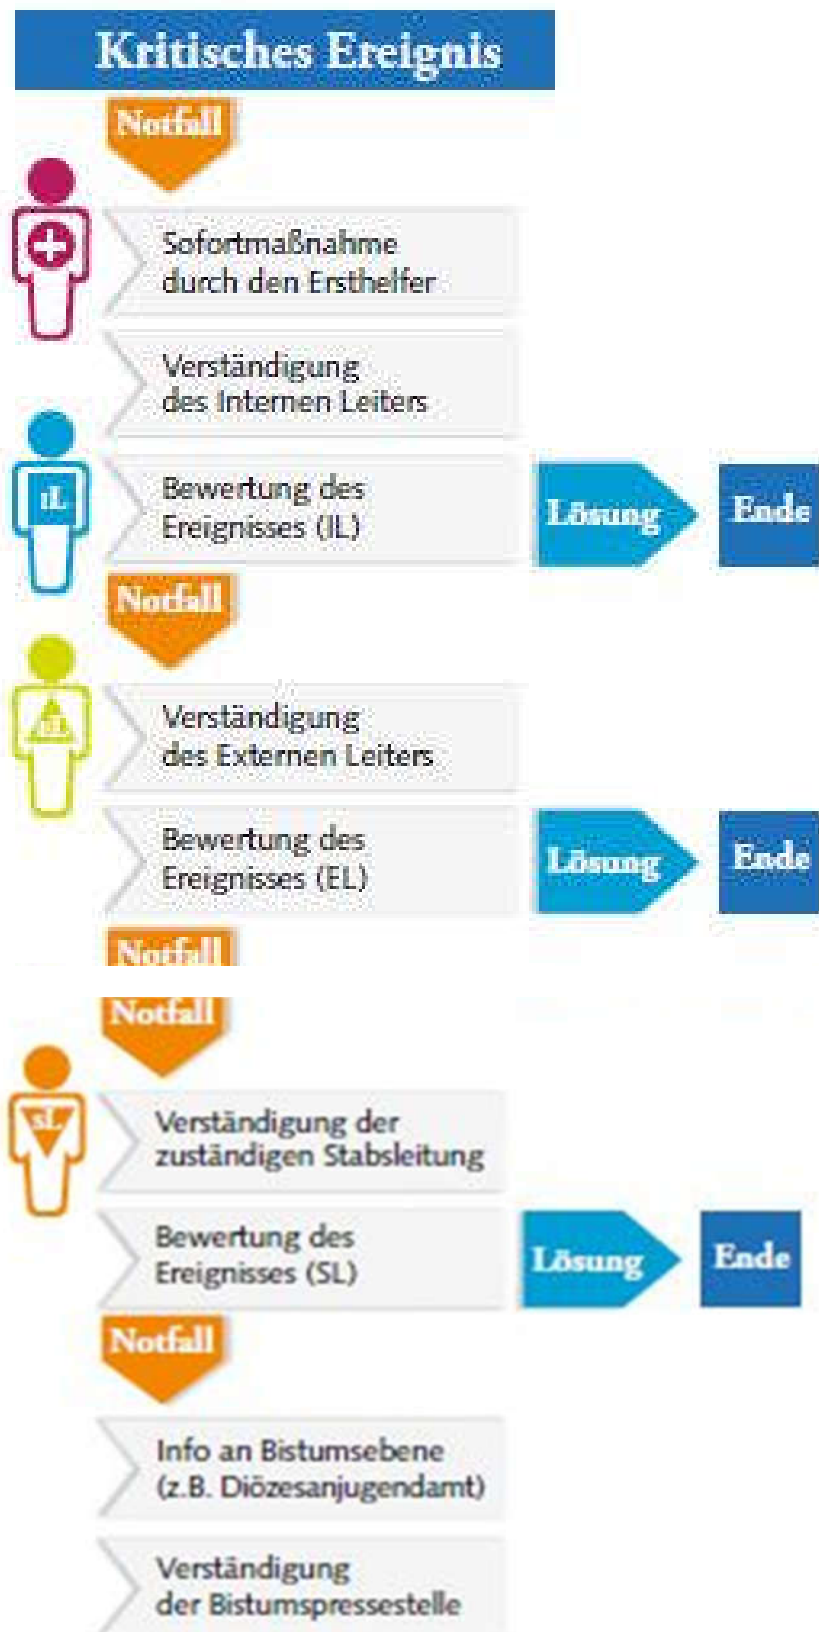 Kritisches Ereignis
Notfall
Sofortmaßnahme
durch den Ersthelfer
Verständigung
des Internen Leiters
IL
Bewertung des
Ereignisses (IL)
Lösung
Ende
Notfall
Verständigung
des Externen Leiters
Bewertung des
Ereignisses (EL)
Lösung
Ende
Notfall
Notfall
SL
Verständigung der
zuständigen Stabsleitung
Bewertung des
Ereignisses (SL)
Lösung
Ende
Notfall
Info an Bistumsebene
(z.B. Diözesanjugendamt)
Verständigung
der Bistumspressestelle